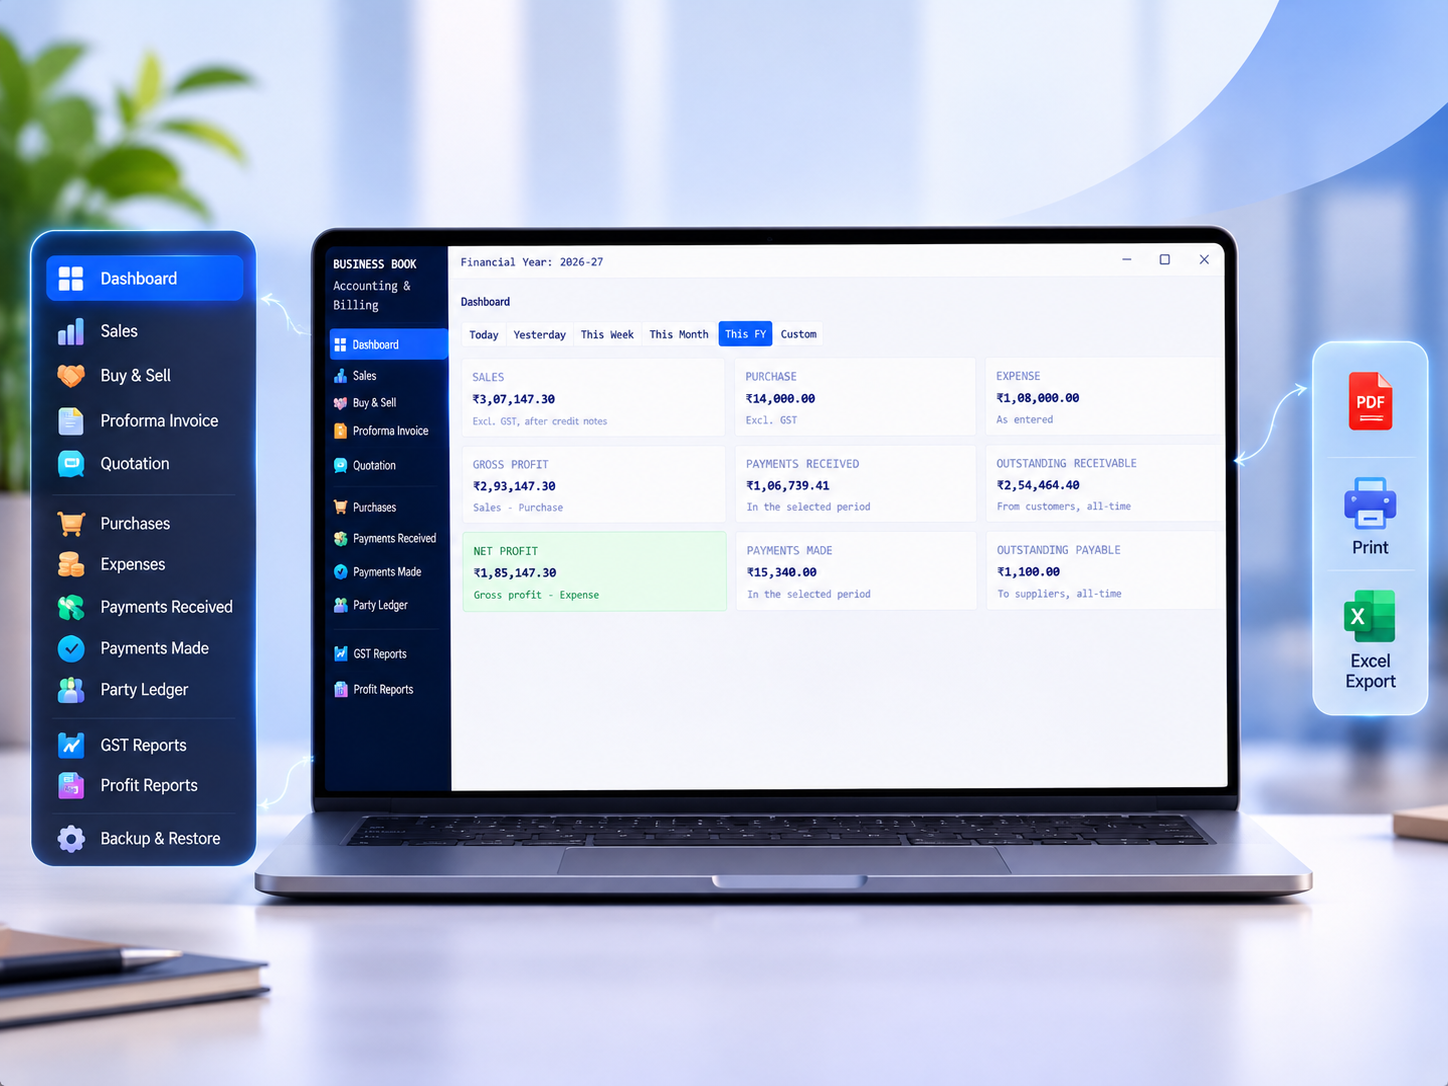 Dashboard
Sales
Buy & Sell
Proforma Invoice
Quotation
Purchases
Expenses
Payments Received
Payments Made
Party Ledger
GST Reports
Profit Reports
Backup & Restore
BUSINESS BOOK
Accounting &
Billing
Dashboard
Sales
Buy & Sell
Proforma Invoice
Quotation
Purchases
Payments Received
Payments Made
Party Ledger
GST Reports
Profit Reports
Financial Year: 2026-27
Dashboard
Today Yesterday This Week This Month This FY Custom
SALES
₹3,07,147.30
Excl. GST, after credit notes
PURCHASE
₹14,000.00
Excl. GST
EXPENSE
₹1,08,000.00
As entered
GROSS PROFIT
₹2,93,147.30
Sales - Purchase
PAYMENTS RECEIVED
₹1,06,739.41
In the selected period
OUTSTANDING RECEIVABLE
₹2,54,464.40
From customers, all-time
NET PROFIT
₹1,85,147.30
Gross profit - Expense
PAYMENTS MADE
₹15,340.00
In the selected period
OUTSTANDING PAYABLE
₹1,100.00
To suppliers, all-time
PDF
Print
X
Excel
Export